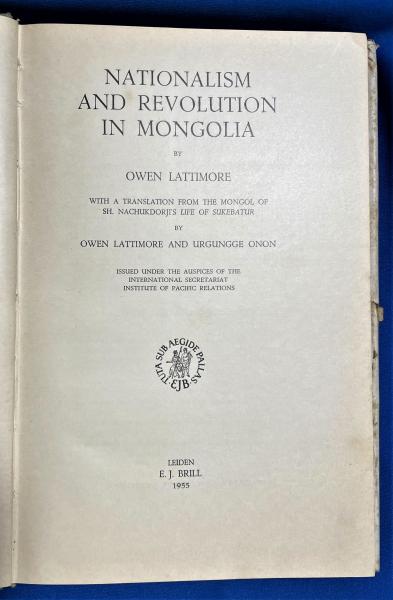 NATIONALISM
AND REVOLUTION
IN MONGOLIA
BY
OWEN LATTIMORE
WITH A TRANSLATION FROM THE MONGOL OF
SH. NACHUKDORJI'S LIFE OF SUKEBATUR
BY
OWEN LATTIMORE AND URGUNGGE ONON
ISSUED UNDER THE AUSPICES OF THE
INTERNATIONAL SECRETARIAT
INSTITUTE OF PACIFIC RELATIONS
TUTA SUB AEGIDE PALLAS
EJB
LEIDEN
E. J. BRILL
1955